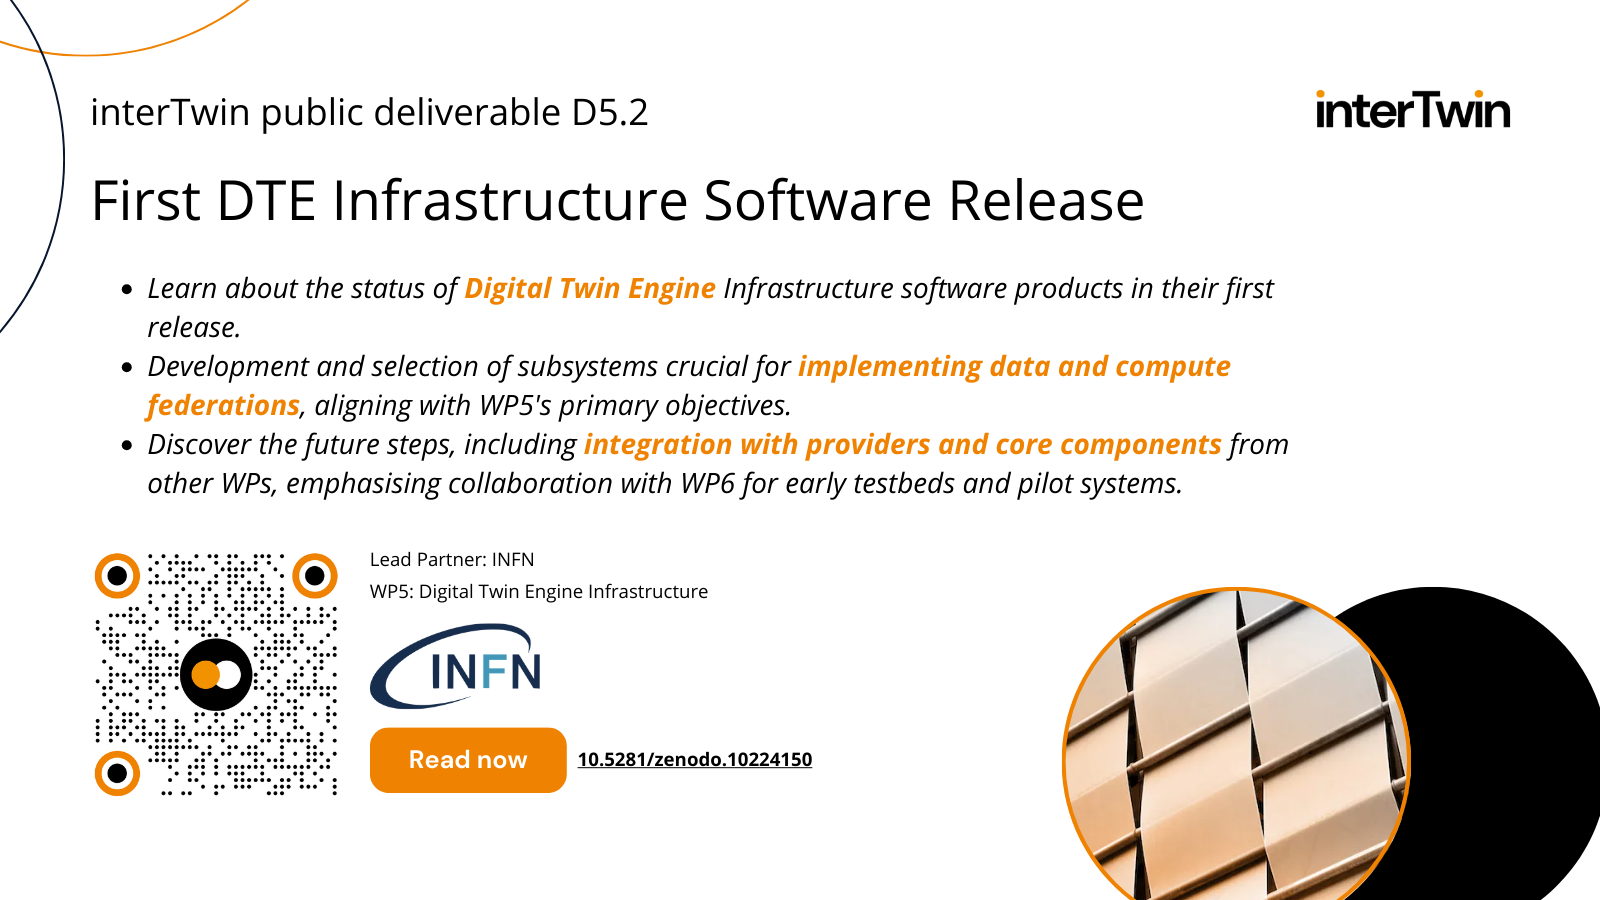 interTwin public deliverable D5.2
interTwin
First DTE Infrastructure Software Release
• Learn about the status of Digital Twin Engine Infrastructure software products in their first
release.
• Development and selection of subsystems crucial for implementing data and compute
federations, aligning with WP5's primary objectives.
• Discover the future steps, including integration with providers and core components from
other WPs, emphasising collaboration with WP6 for early testbeds and pilot systems.
Lead Partner: INFN
WP5: Digital Twin Engine Infrastructure
INFN
Read now
10.5281/zenodo.10224150